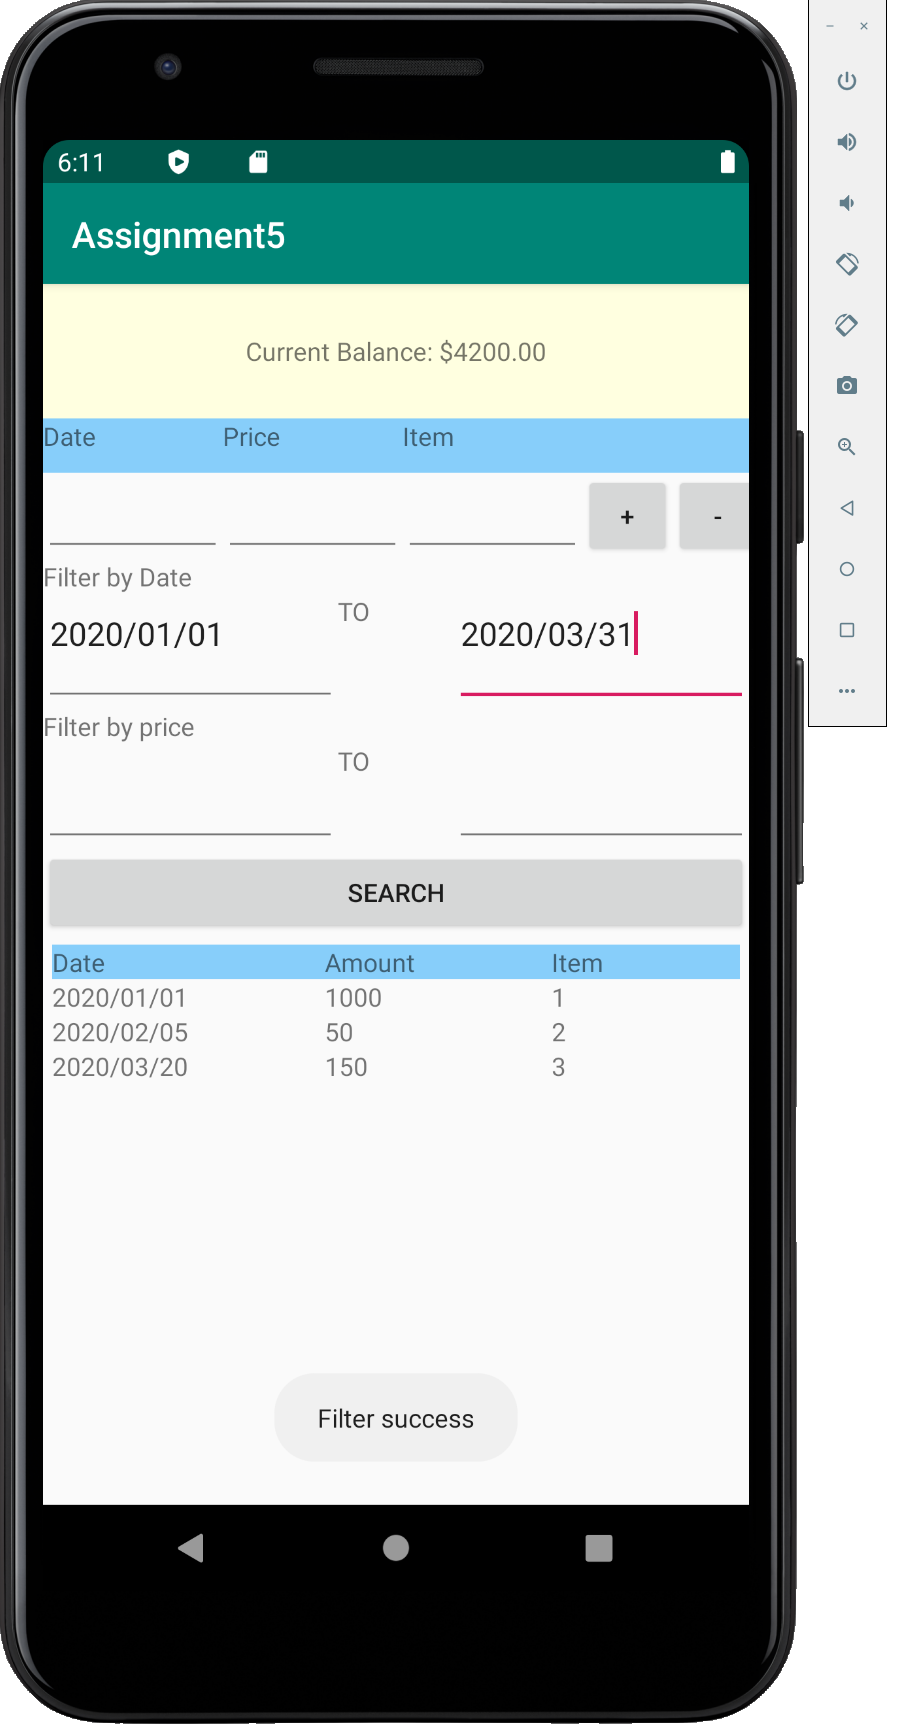 6:11
Assignment5
Current Balance: $4200.00
Date Price Item
+ -
Filter by Date
2020/01/01 TO 2020/03/31
Filter by price
TO
SEARCH
Date Amount Item
2020/01/01 1000 1
2020/02/05 50 2
2020/03/20 150 3
Filter success